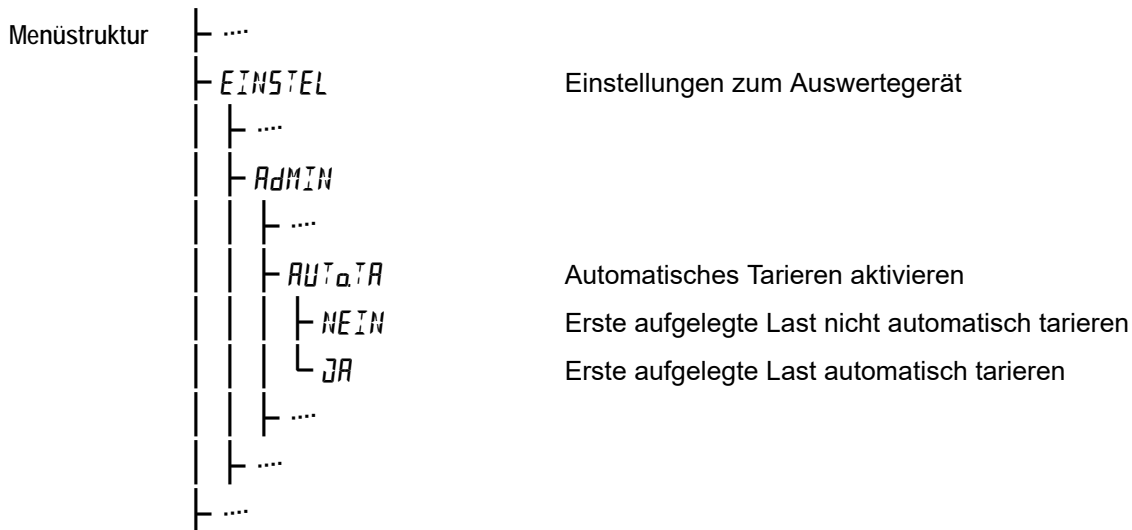 Menüstruktur ....
EINSTEL Einstellungen zum Auswertegerät
....
AdMIN
....
AUTo.TA Automatisches Tarieren aktivieren
NEIN Erste aufgelegte Last nicht automatisch tarieren
JA Erste aufgelegte Last automatisch tarieren
....
....
....